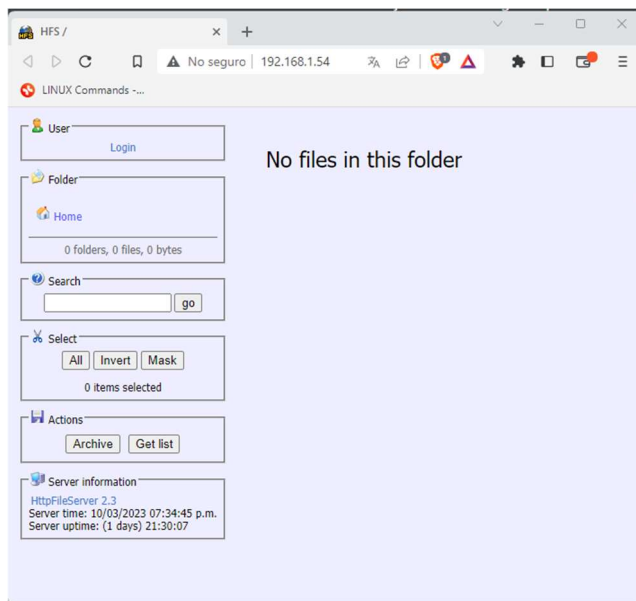 HFS /
No seguro 192.168.1.54
LINUX Commands -...
User
Login
Folder
Home
0 folders, 0 files, 0 bytes
Search
go
Select
All Invert Mask
0 items selected
Actions
Archive Get list
Server information
HttpFileServer 2.3
Server time: 10/03/2023 07:34:45 p.m.
Server uptime: (1 days) 21:30:07
No files in this folder